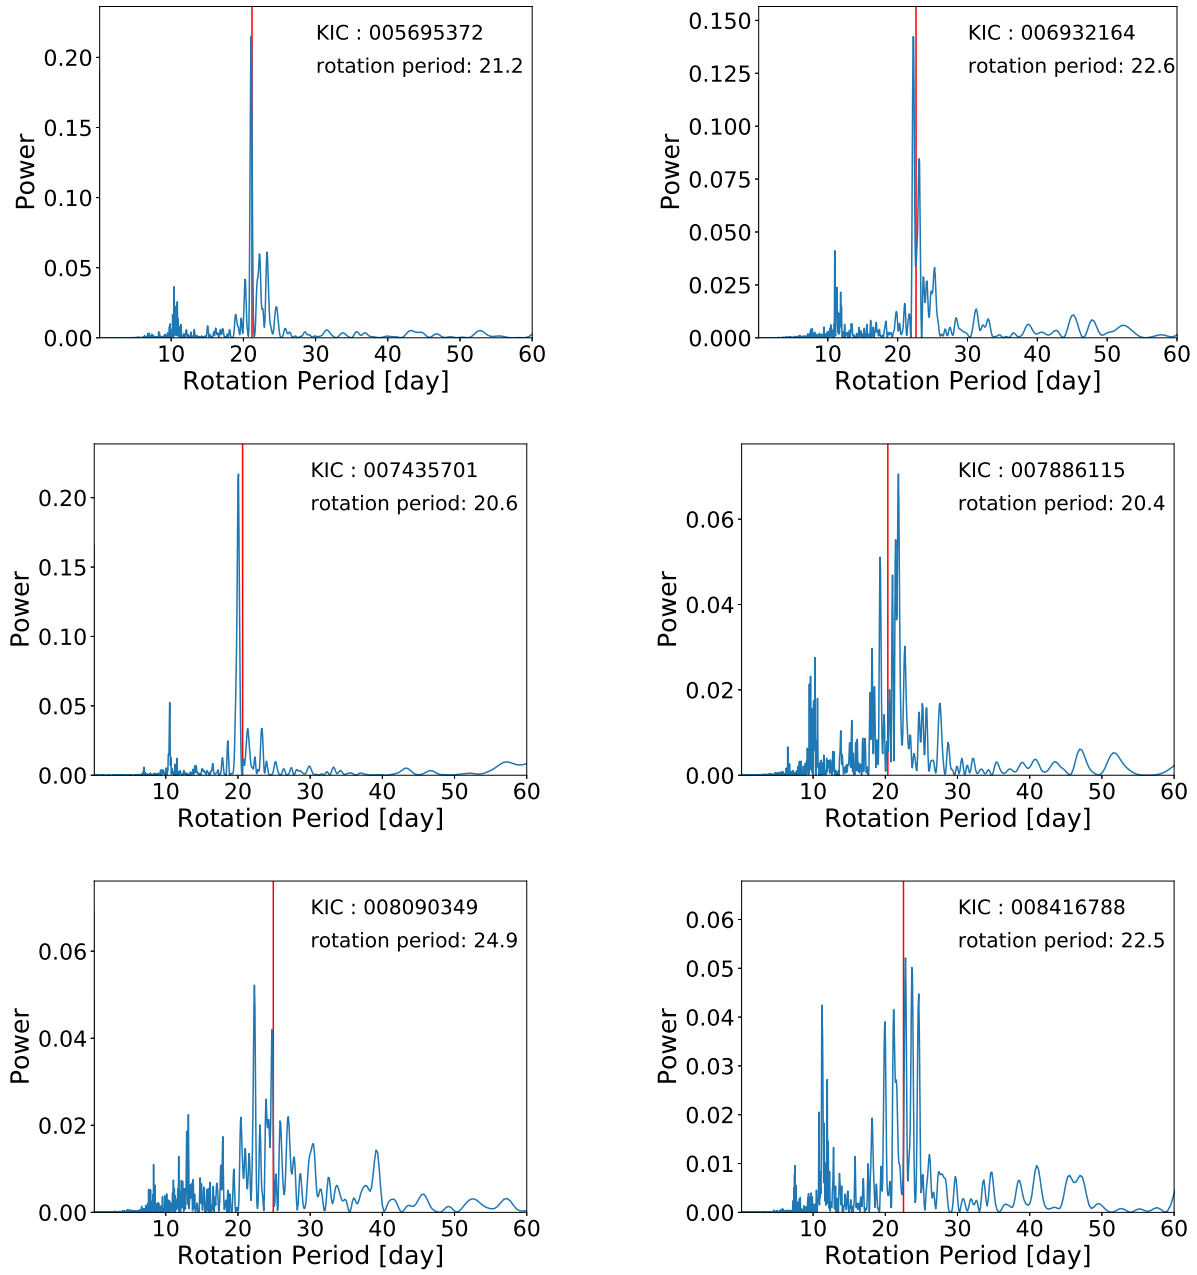 KIC : 005695372
rotation period: 21.2
0.20
0.15
0.10
0.05
0.00
Power
10 20 30 40 50 60
Rotation Period [day]
KIC : 006932164
rotation period: 22.6
0.150
0.125
0.100
0.075
0.050
0.025
0.000
Power
10 20 30 40 50 60
Rotation Period [day]
KIC : 007435701
rotation period: 20.6
0.20
0.15
0.10
0.05
0.00
Power
10 20 30 40 50 60
Rotation Period [day]
KIC : 007886115
rotation period: 20.4
0.06
0.04
0.02
0.00
Power
10 20 30 40 50 60
Rotation Period [day]
KIC : 008090349
rotation period: 24.9
0.06
0.04
0.02
0.00
Power
10 20 30 40 50 60
Rotation Period [day]
KIC : 008416788
rotation period: 22.5
0.06
0.05
0.04
0.03
0.02
0.01
0.00
Power
10 20 30 40 50 60
Rotation Period [day]